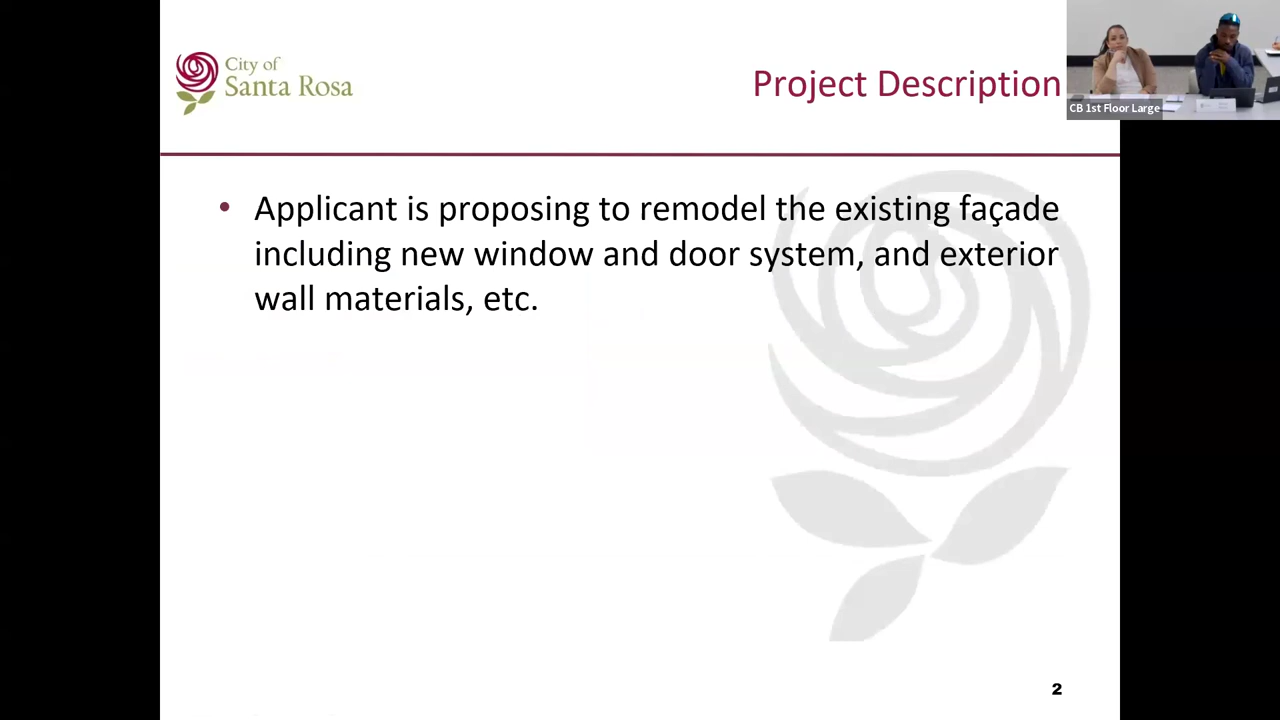 City of
Santa Rosa
Project Description
CB 1st Floor Large
• Applicant is proposing to remodel the existing façade
including new window and door system, and exterior
wall materials, etc.
2